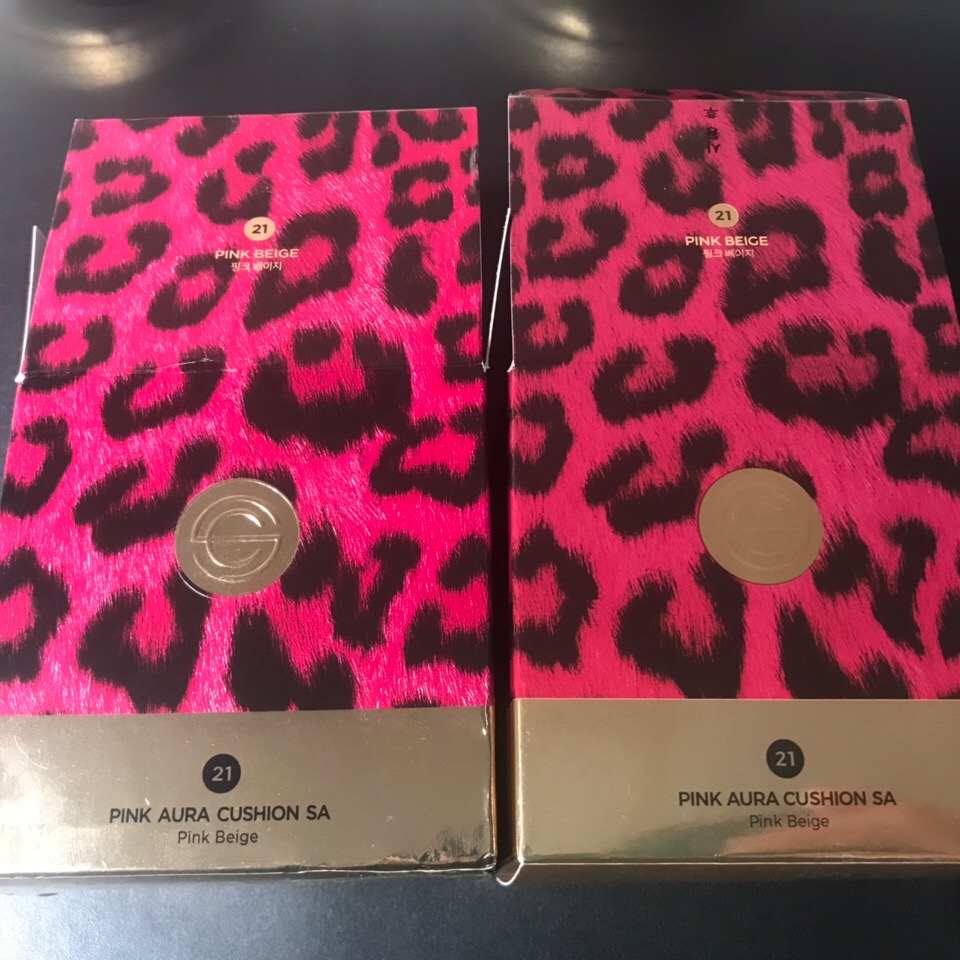 21
PINK BEIGE
핑크 베이지
21
PINK AURA CUSHION SA
Pink Beige
21
PINK BEIGE
핑크 베이지
21
PINK AURA CUSHION SA
Pink Beige